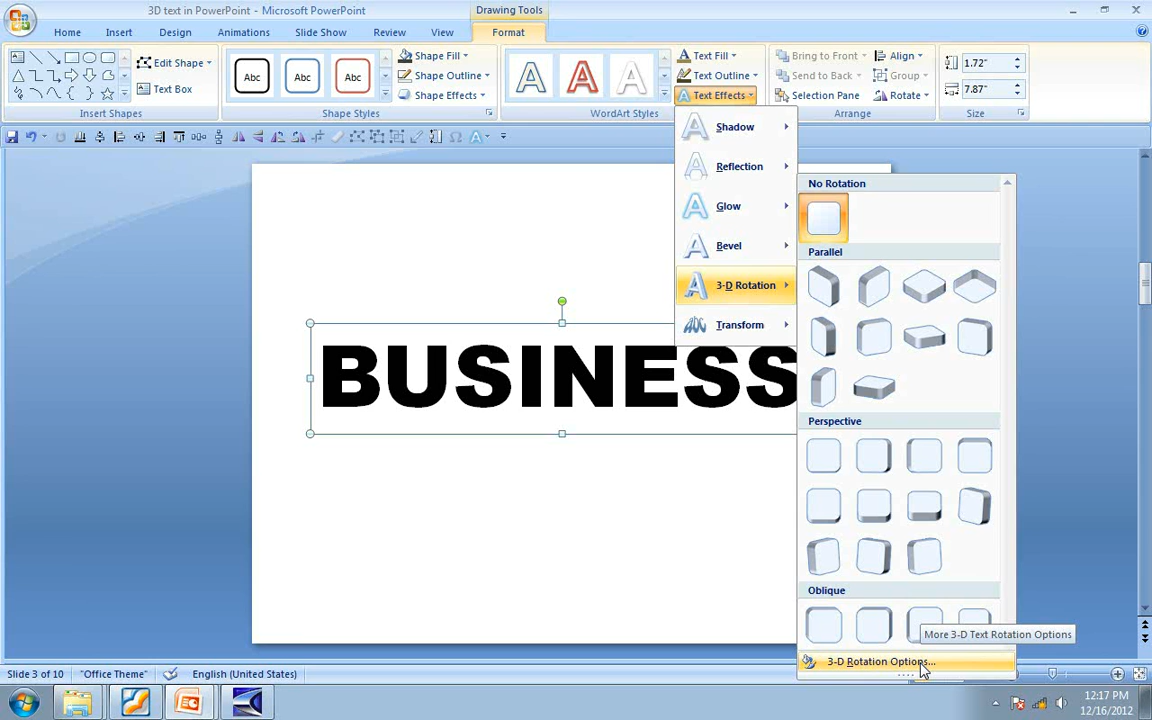 3D text in PowerPoint - Microsoft PowerPoint
Drawing Tools
Home Insert Design Animations Slide Show Review View Format
Edit Shape
Text Box
Insert Shapes
Abc Abc Abc
Shape Fill
Shape Outline
Shape Effects
Shape Styles
Text Fill
Text Outline
Text Effects
WordArt Styles
Bring to Front
Send to Back
Selection Pane
Align
Group
Rotate
Arrange
1.72"
7.87"
Size
Shadow
Reflection
Glow
Bevel
3-D Rotation
Transform
No Rotation
Parallel
Perspective
Oblique
More 3-D Text Rotation Options
3-D Rotation Options...
BUSINESS
Slide 3 of 10 "Office Theme" English (United States)
12:17 PM
12/16/2012